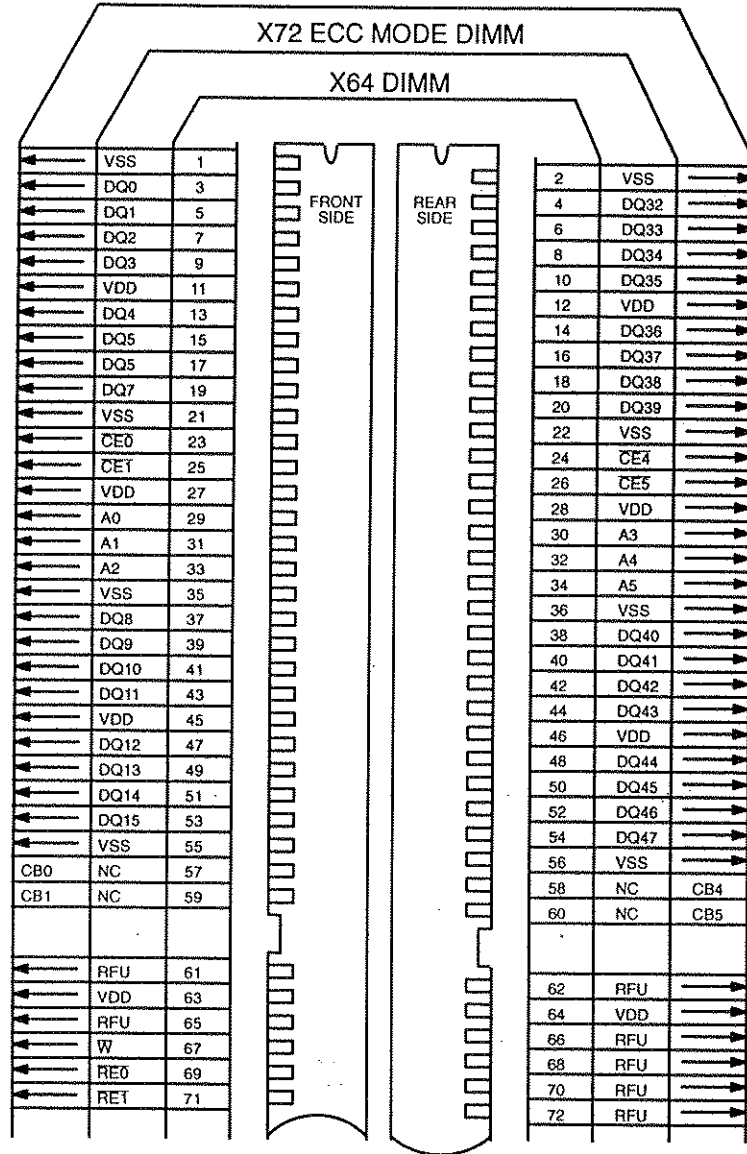 X72 ECC MODE DIMM
X64 DIMM
FRONT
SIDE
REAR
SIDE
VSS 1
DQ0 3
DQ1 5
DQ2 7
DQ3 9
VDD 11
DQ4 13
DQ5 15
DQ5 17
DQ7 19
VSS 21
C̅E̅0̅ 23
C̅E̅1̅ 25
VDD 27
A0 29
A1 31
A2 33
VSS 35
DQ8 37
DQ9 39
DQ10 41
DQ11 43
VDD 45
DQ12 47
DQ13 49
DQ14 51
DQ15 53
VSS 55
CB0 NC 57
CB1 NC 59
RFU 61
VDD 63
RFU 65
W̅ 67
R̅E̅0̅ 69
R̅E̅1̅ 71
2 VSS
4 DQ32
6 DQ33
8 DQ34
10 DQ35
12 VDD
14 DQ36
16 DQ37
18 DQ38
20 DQ39
22 VSS
24 C̅E̅4̅
26 C̅E̅5̅
28 VDD
30 A3
32 A4
34 A5
36 VSS
38 DQ40
40 DQ41
42 DQ42
44 DQ43
46 VDD
48 DQ44
50 DQ45
52 DQ46
54 DQ47
56 VSS
58 NC CB4
60 NC CB5
62 RFU
64 VDD
66 RFU
68 RFU
70 RFU
72 RFU